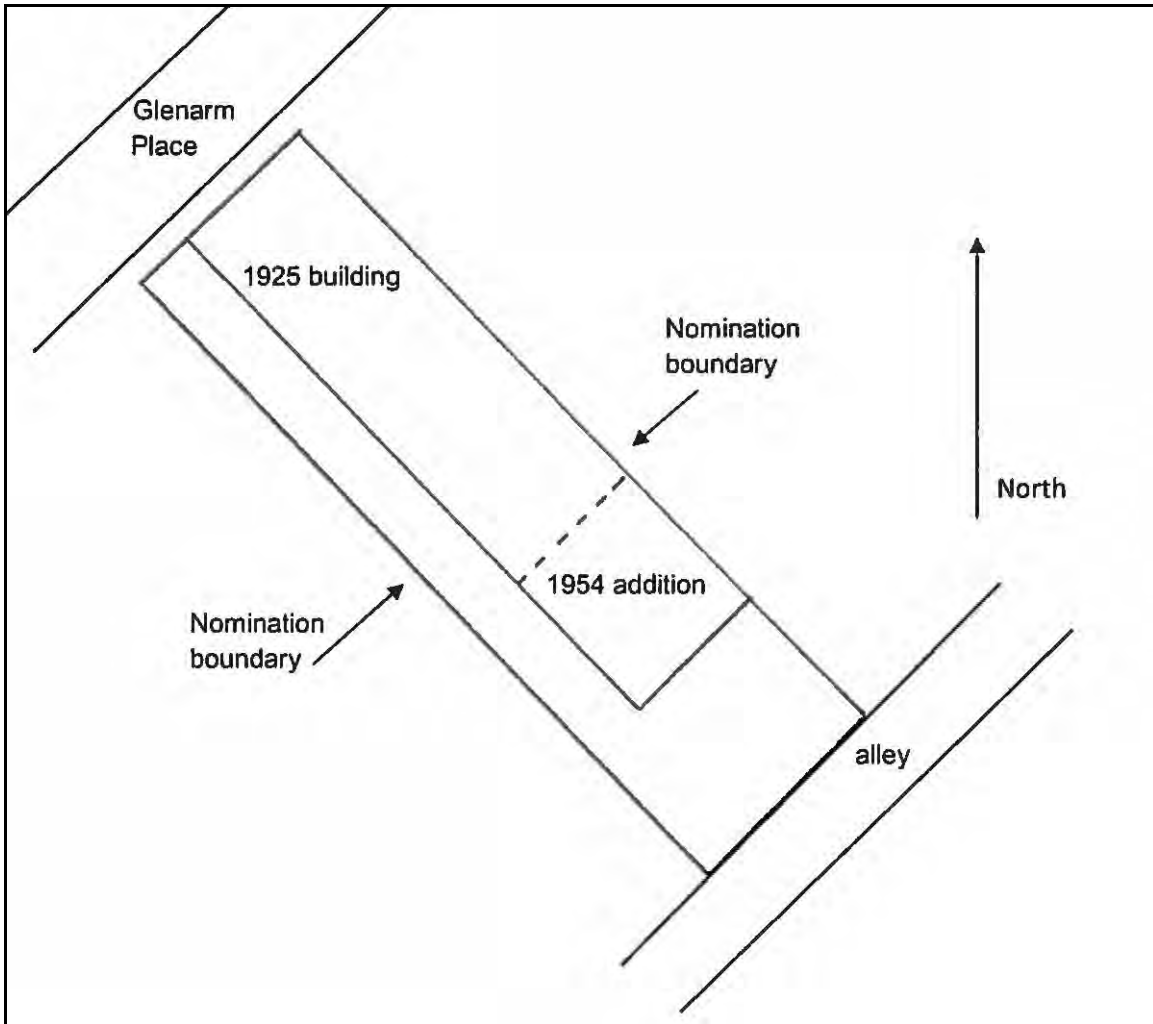 Glenarm
Place
1925 building
Nomination
boundary
North
1954 addition
Nomination
boundary
alley